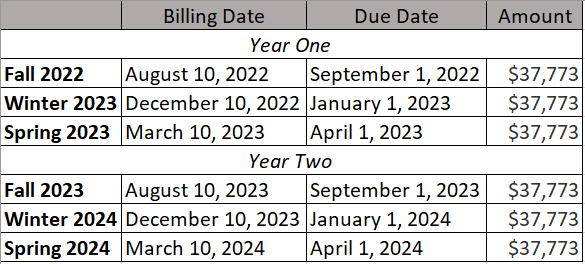 Billing Date Due Date Amount
Year One
Fall 2022 August 10, 2022 September 1, 2022 $37,773
Winter 2023 December 10, 2022 January 1, 2023 $37,773
Spring 2023 March 10, 2023 April 1, 2023 $37,773
Year Two
Fall 2023 August 10, 2023 September 1, 2023 $37,773
Winter 2024 December 10, 2023 January 1, 2024 $37,773
Spring 2024 March 10, 2024 April 1, 2024 $37,773